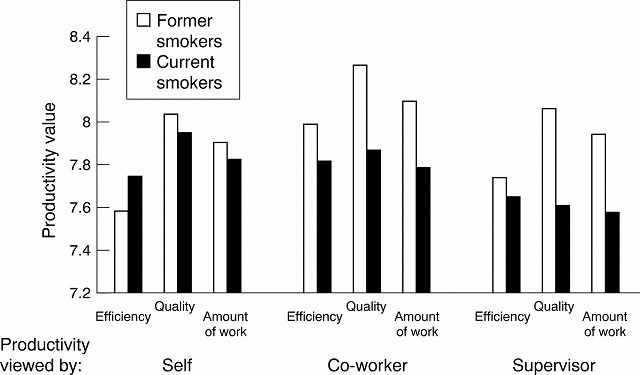 Former
smokers
Current
smokers
8.4
8.2
8
7.8
7.6
7.4
7.2
Productivity value
Efficiency Quality Amount
of work
Efficiency Quality Amount
of work
Efficiency Quality Amount
of work
Productivity
viewed by: Self Co-worker Supervisor